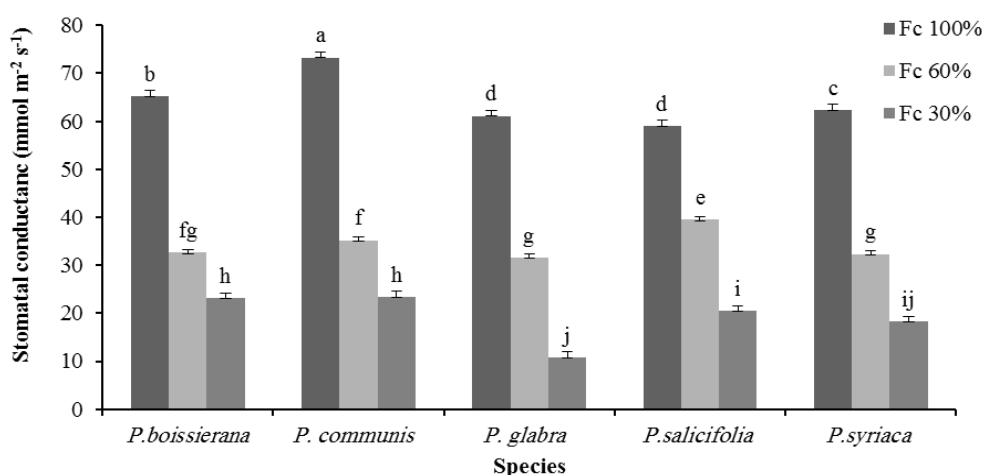 Stomatal conductanc (mmol m⁻² s⁻¹)
80
70
60
50
40
30
20
10
0
b
fg
h
a
f
h
d
g
j
d
e
i
c
g
ij
Fc 100%
Fc 60%
Fc 30%
P.boissierana
P. communis
P. glabra
P.salicifolia
P.syriaca
Species